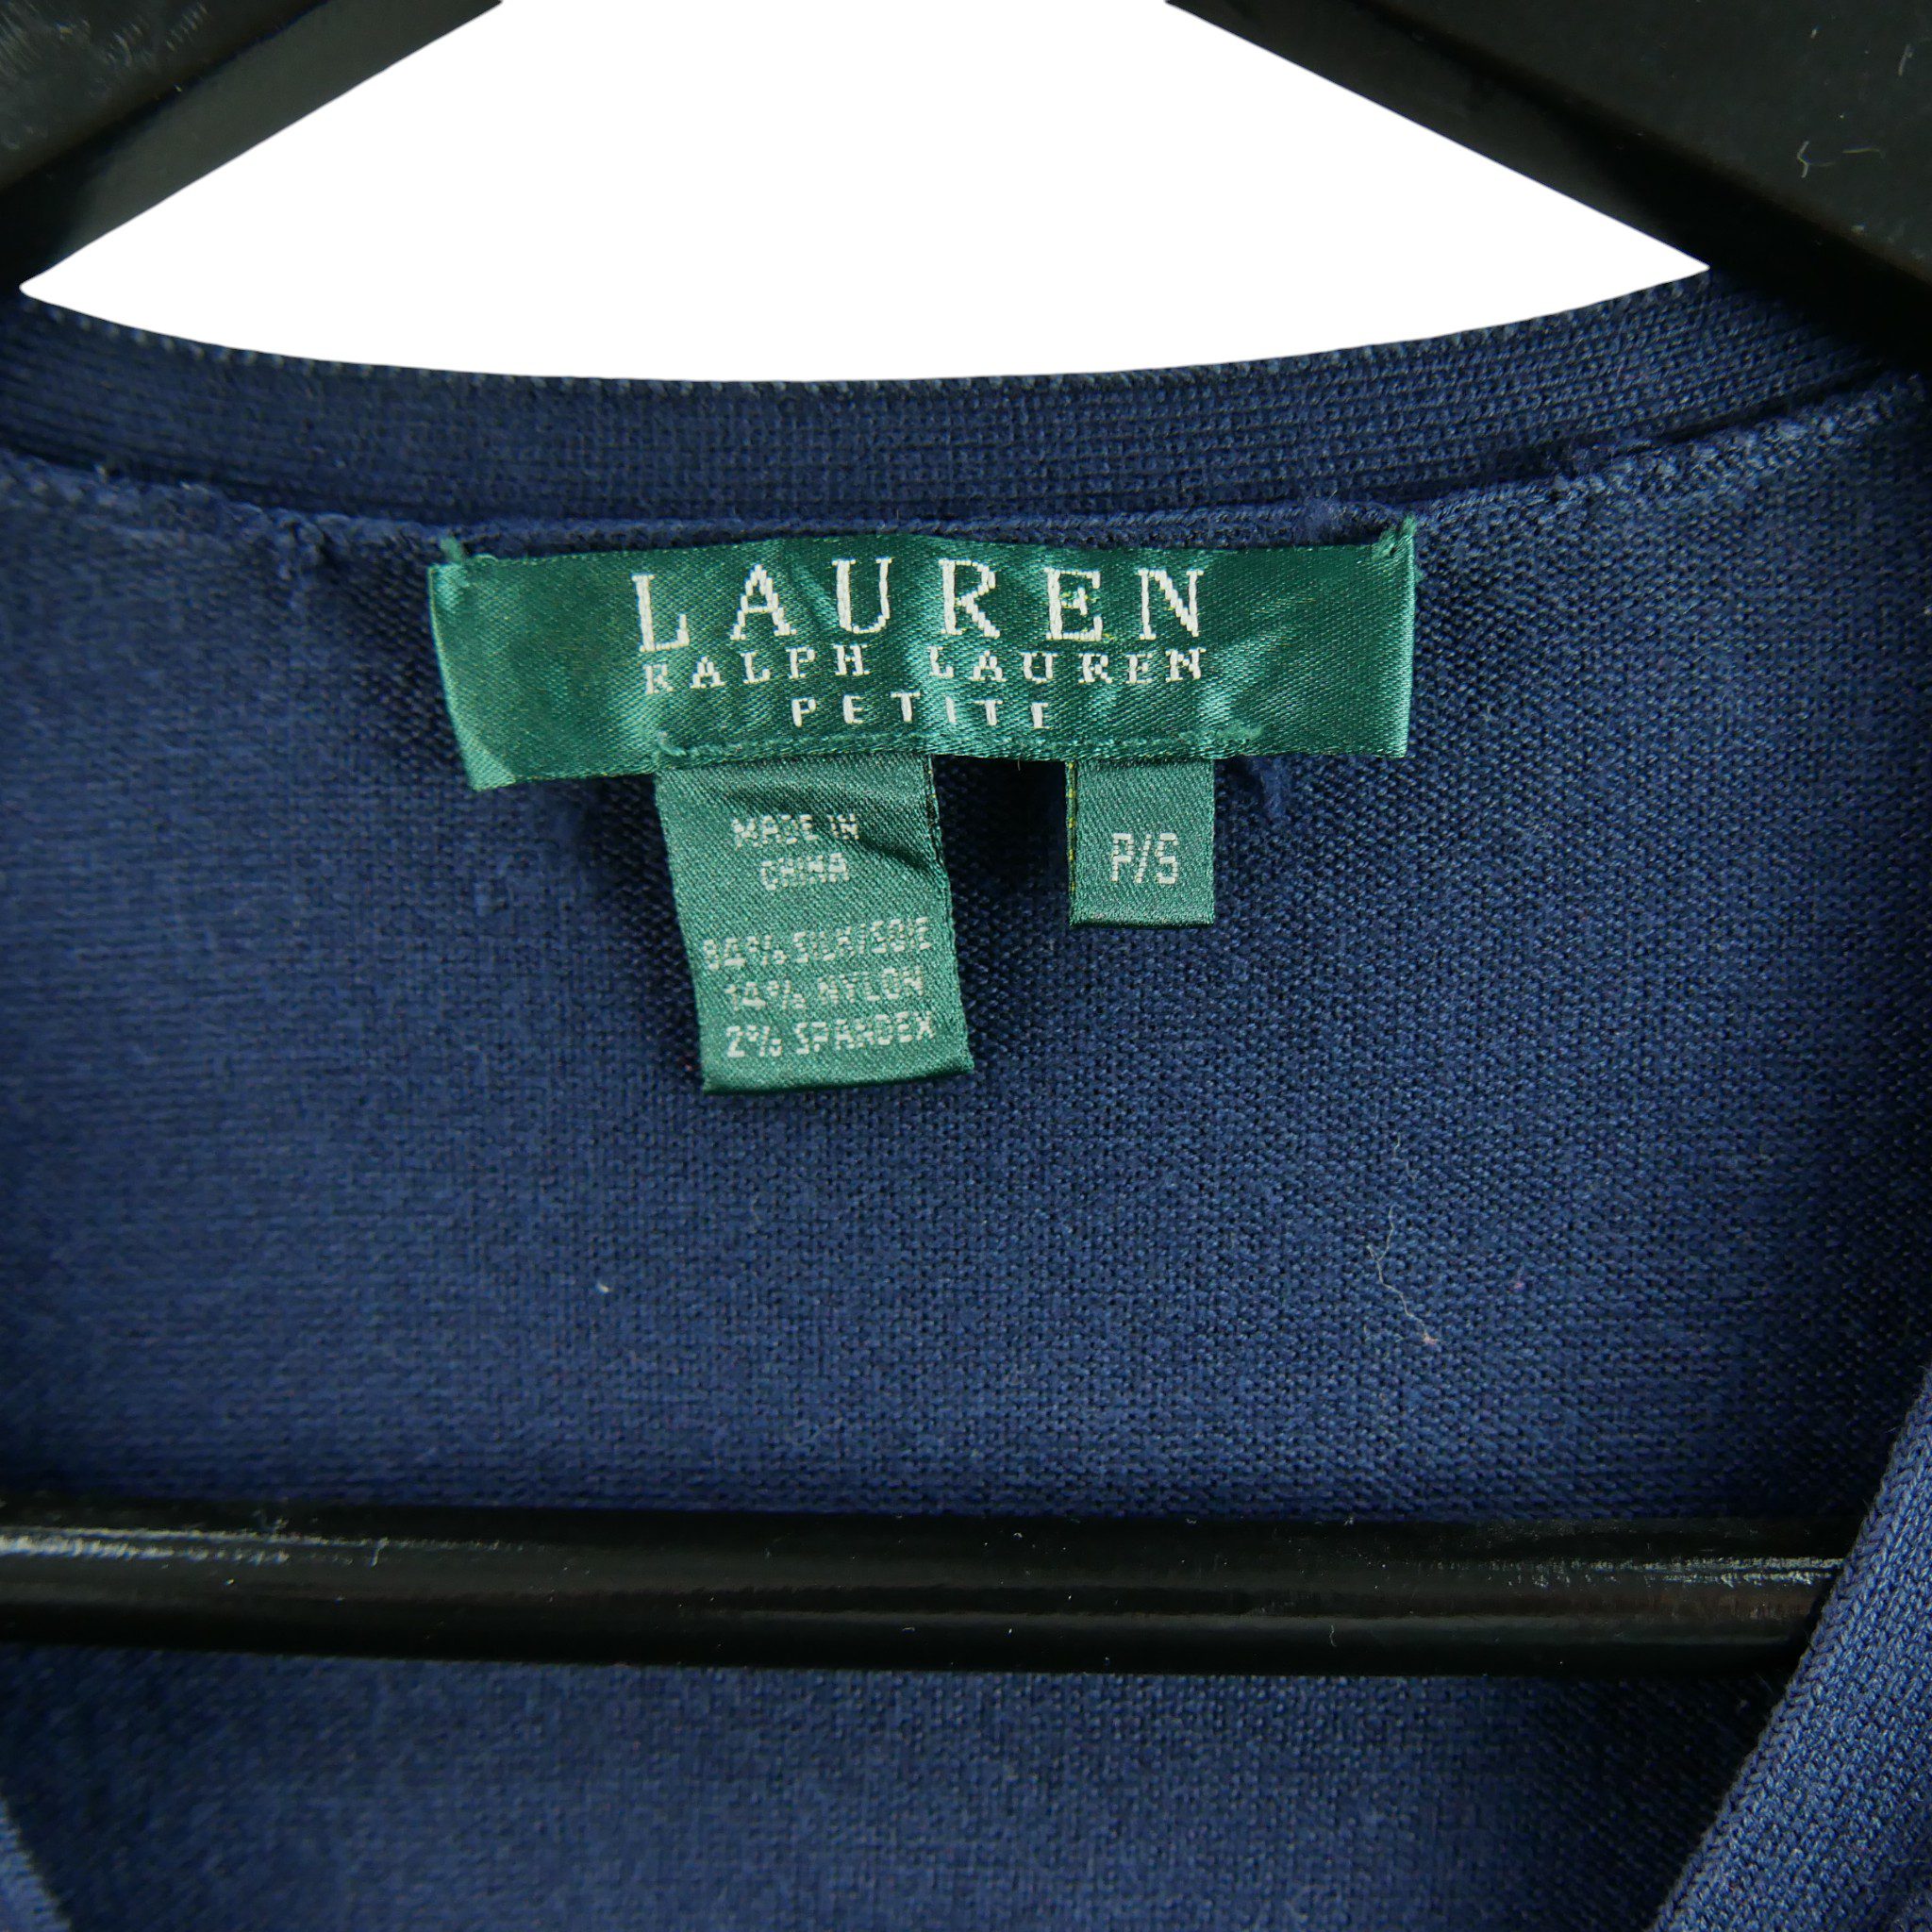 LAUREN
RALPH LAUREN
PETITE
MADE IN
CHINA
P/S
84% SILK/SOIE
14% NYLON
2% SPANDEX